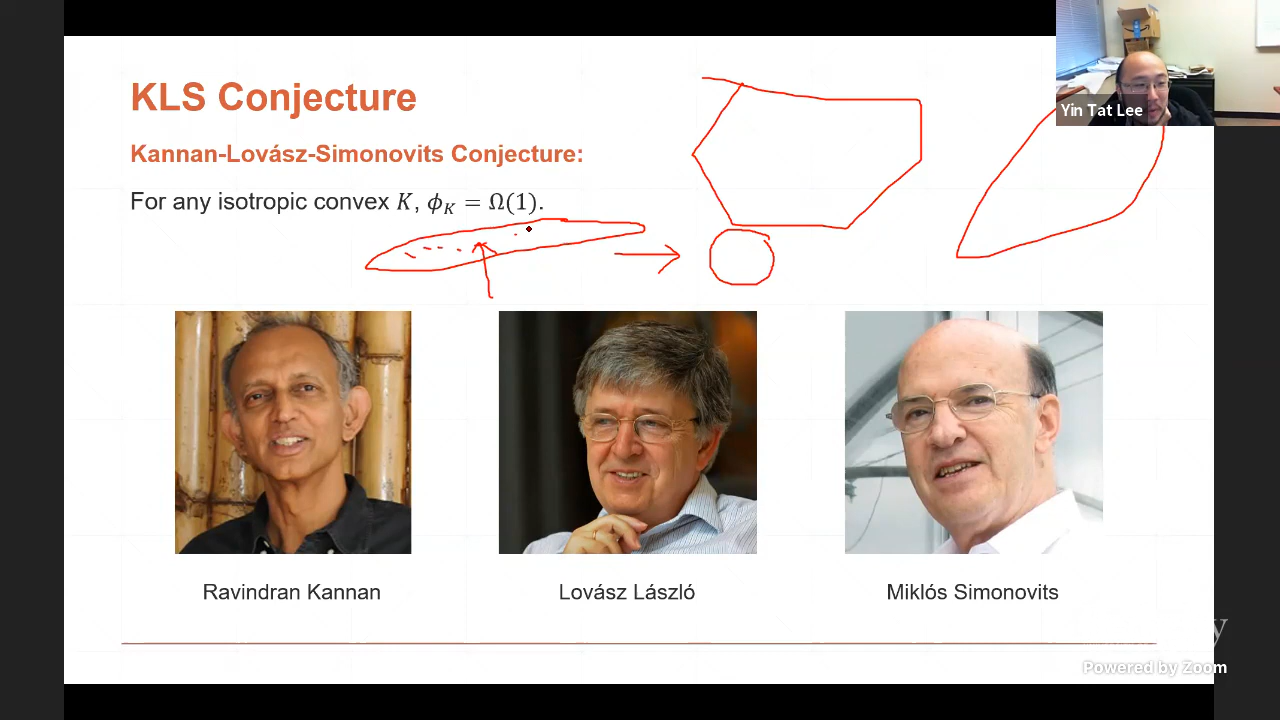 KLS Conjecture
Kannan-Lovász-Simonovits Conjecture:
For any isotropic convex K, ϕ_K = Ω(1).
Yin Tat Lee
Ravindran Kannan
Lovász László
Miklós Simonovits
y
Powered by Zoom